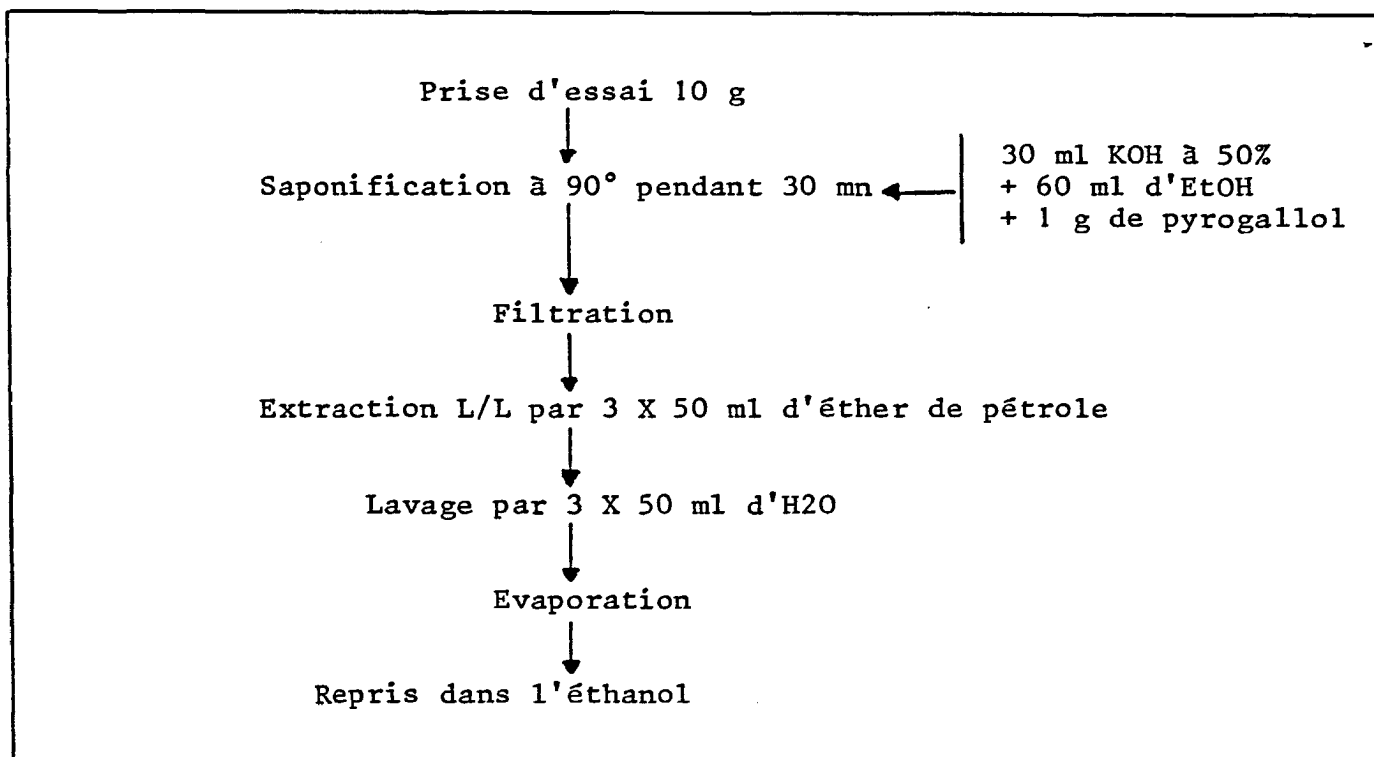 Prise d'essai 10 g
Saponification à 90° pendant 30 mn
30 ml KOH à 50%
+ 60 ml d'EtOH
+ 1 g de pyrogallol
Filtration
Extraction L/L par 3 X 50 ml d'éther de pétrole
Lavage par 3 X 50 ml d'H2O
Evaporation
Repris dans l'éthanol